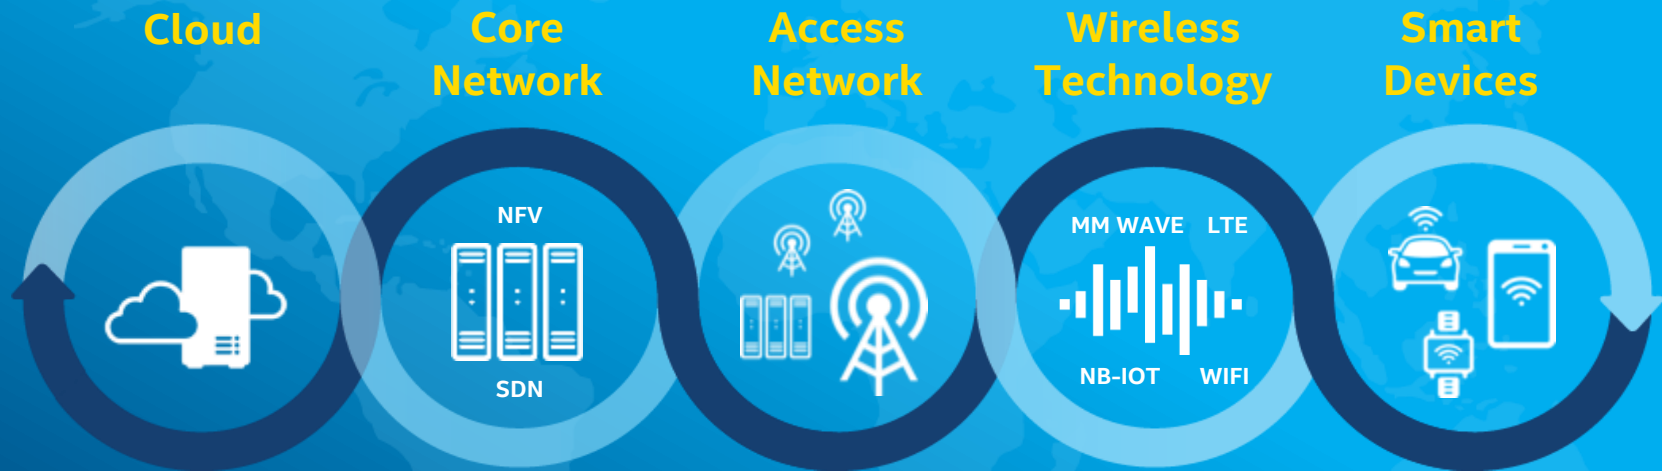 Cloud
Core
Network
Access
Network
Wireless
Technology
Smart
Devices
NFV
SDN
MM WAVE LTE
NB-IOT WIFI